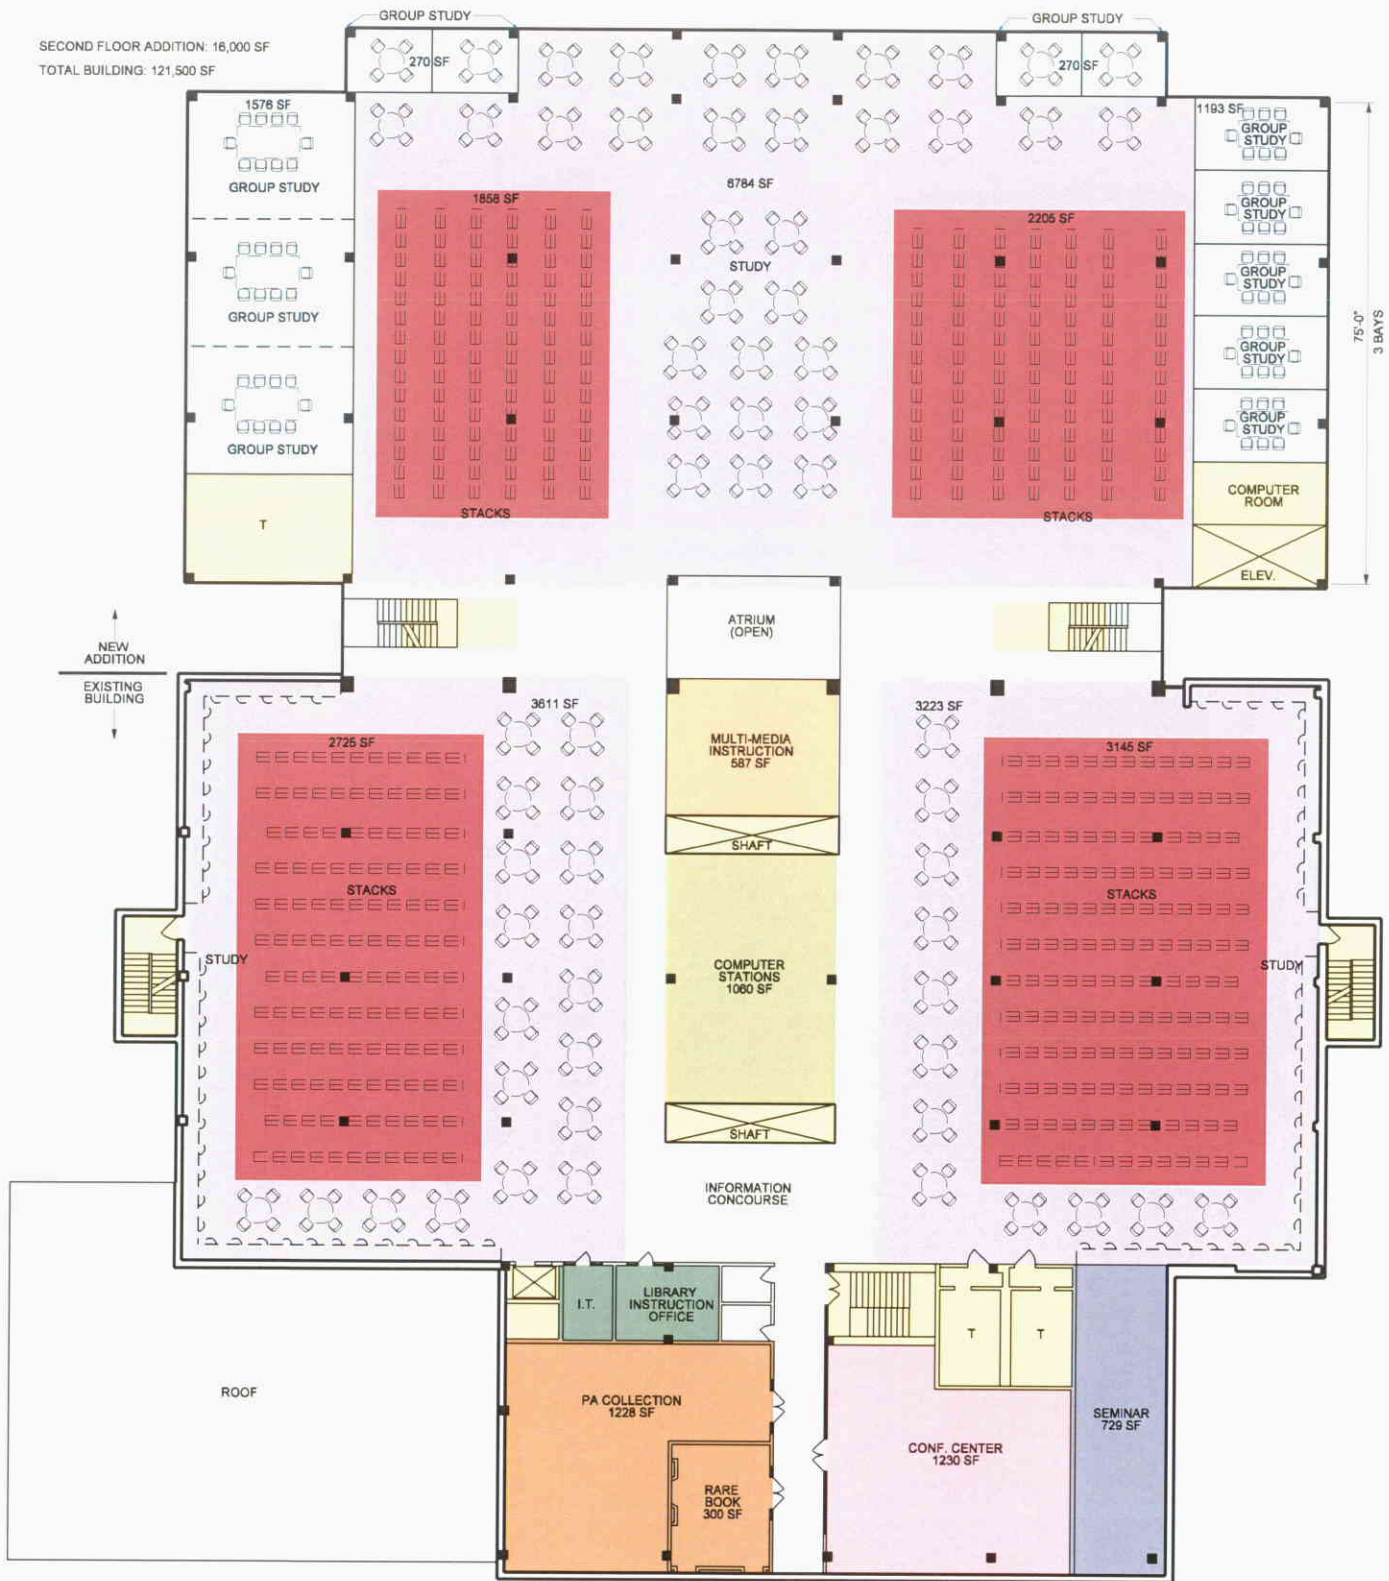 GROUP STUDY
GROUP STUDY
SECOND FLOOR ADDITION: 16,000 SF
TOTAL BUILDING: 121,500 SF
270 SF
270 SF
1576 SF
1193 SF
GROUP
STUDY
GROUP STUDY
6784 SF
1858 SF
2205 SF
GROUP
STUDY
STUDY
GROUP
STUDY
GROUP STUDY
75'-0"
3 BAYS
GROUP
STUDY
GROUP
STUDY
GROUP STUDY
COMPUTER
ROOM
STACKS
STACKS
T
ELEV.
ATRIUM
(OPEN)
NEW
ADDITION
EXISTING
BUILDING
3611 SF
3223 SF
2725 SF
MULTI-MEDIA
INSTRUCTION
587 SF
3145 SF
SHAFT
STACKS
STACKS
STUDY
COMPUTER
STATIONS
1060 SF
STUDY
SHAFT
INFORMATION
CONCOURSE
I.T.
LIBRARY
INSTRUCTION
OFFICE
T
T
ROOF
PA COLLECTION
1228 SF
SEMINAR
729 SF
CONF. CENTER
1230 SF
RARE
BOOK
300 SF